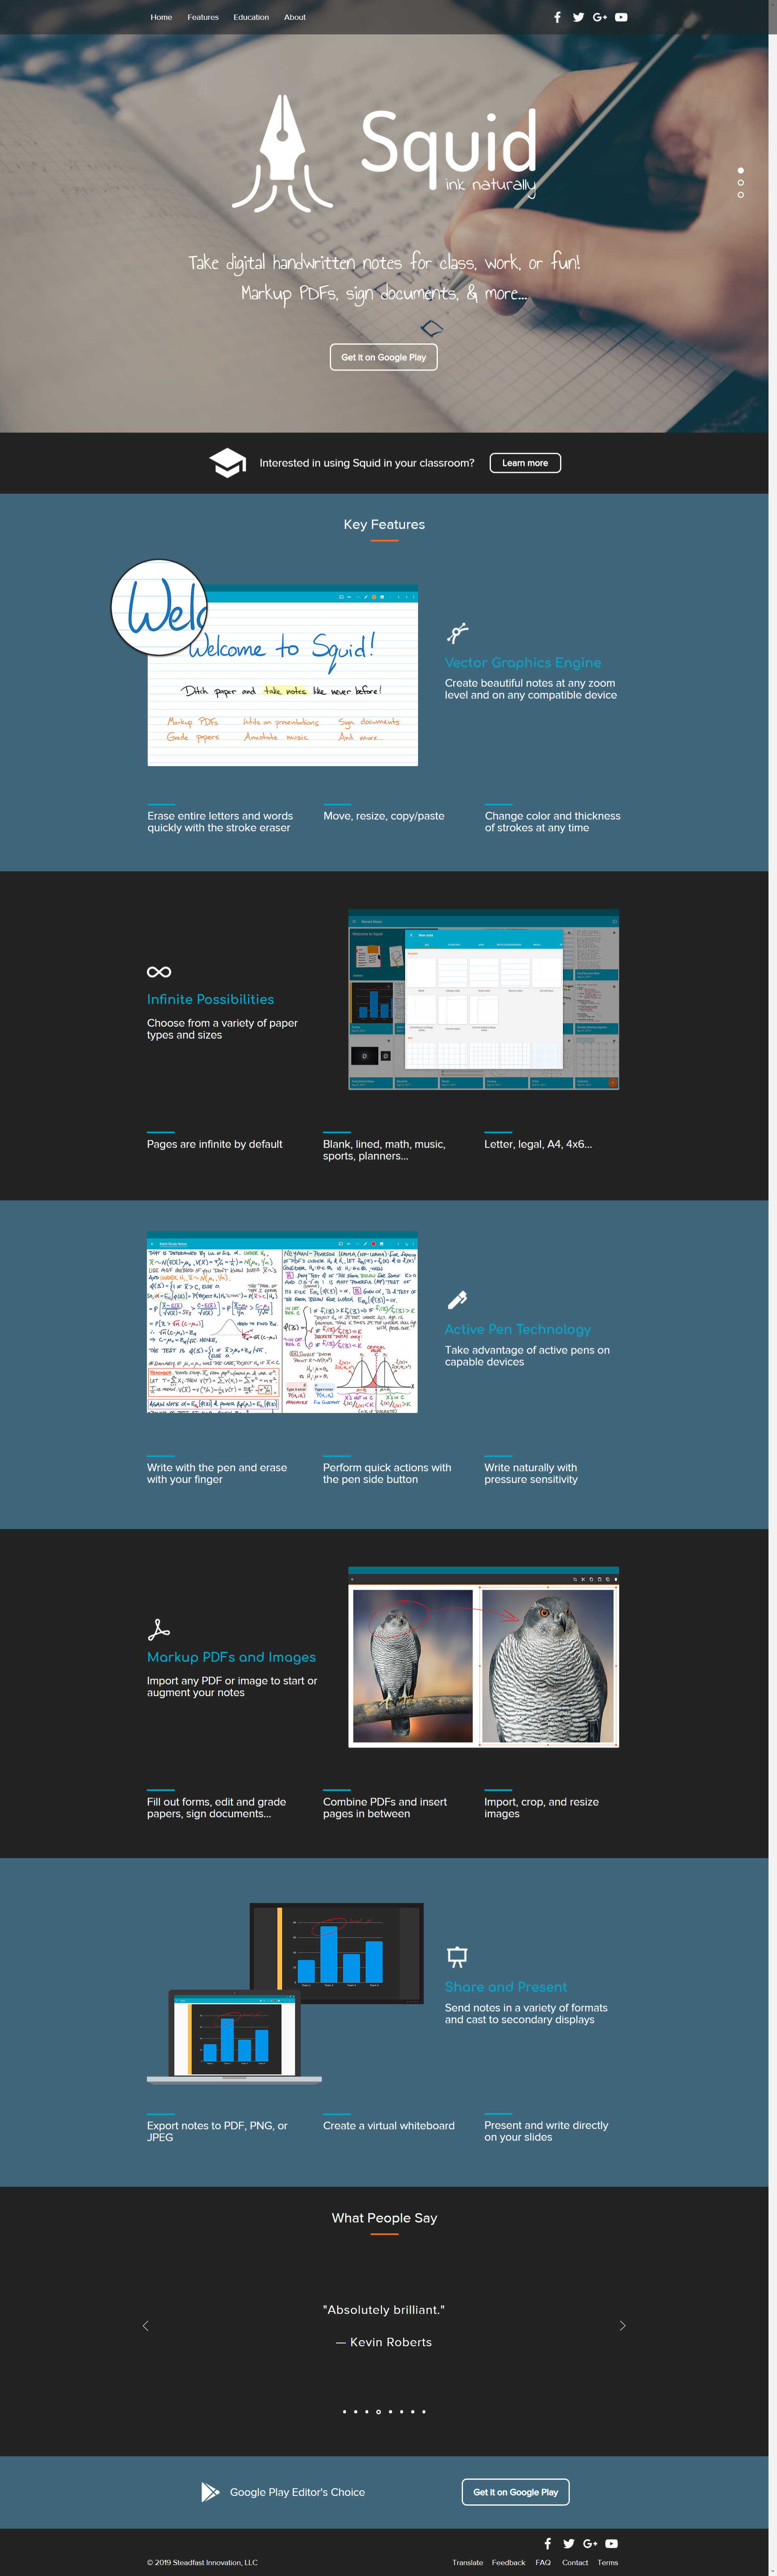 Home Features Education About
Squid
ink naturally
Take digital handwritten notes for class, work, or fun!
Markup PDFs, sign documents, & more...
Get it on Google Play
Interested in using Squid in your classroom? Learn more
Key Features
Welc
Welcome to Squid!
Ditch paper and take notes like never before!
Markup PDFs Write on presentations Sign documents
Grade papers Annotate music And more...
Vector Graphics Engine
Create beautiful notes at any zoom
level and on any compatible device
Erase entire letters and words
quickly with the stroke eraser
Move, resize, copy/paste
Change color and thickness
of strokes at any time
Infinite Possibilities
Choose from a variety of paper
types and sizes
Pages are infinite by default
Blank, lined, math, music,
sports, planners...
Letter, legal, A4, 4x6...
Active Pen Technology
Take advantage of active pens on
capable devices
Write with the pen and erase
with your finger
Perform quick actions with
the pen side button
Write naturally with
pressure sensitivity
Markup PDFs and Images
Import any PDF or image to start or
augment your notes
Fill out forms, edit and grade
papers, sign documents...
Combine PDFs and insert
pages in between
Import, crop, and resize
images
Share and Present
Send notes in a variety of formats
and cast to secondary displays
Export notes to PDF, PNG, or
JPEG
Create a virtual whiteboard
Present and write directly
on your slides
What People Say
"Absolutely brilliant."
— Kevin Roberts
Google Play Editor's Choice
Get it on Google Play
© 2019 Steadfast Innovation, LLC
Translate Feedback FAQ Contact Terms